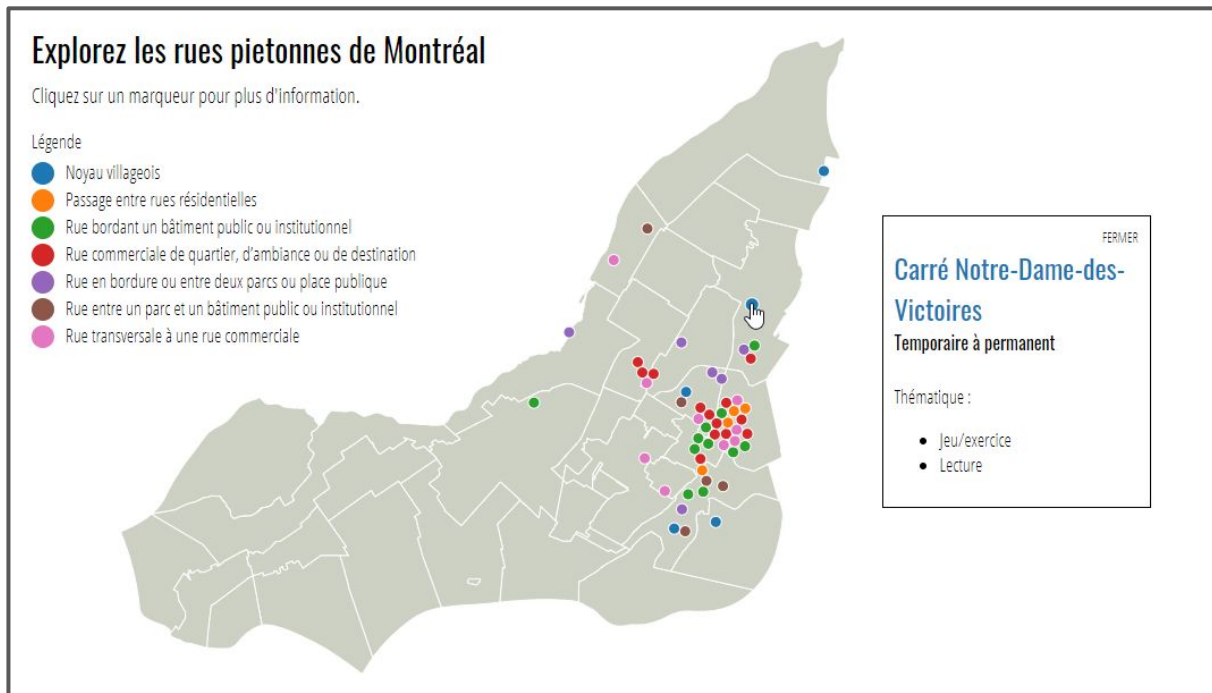 Explorez les rues pietonnes de Montréal
Cliquez sur un marqueur pour plus d'information.
Légende
Noyau villageois
Passage entre rues résidentielles
Rue bordant un bâtiment public ou institutionnel
Rue commerciale de quartier, d'ambiance ou de destination
Rue en bordure ou entre deux parcs ou place publique
Rue entre un parc et un bâtiment public ou institutionnel
Rue transversale à une rue commerciale
FERMER
Carré Notre-Dame-des-
Victoires
Temporaire à permanent
Thématique :
Jeu/exercice
Lecture